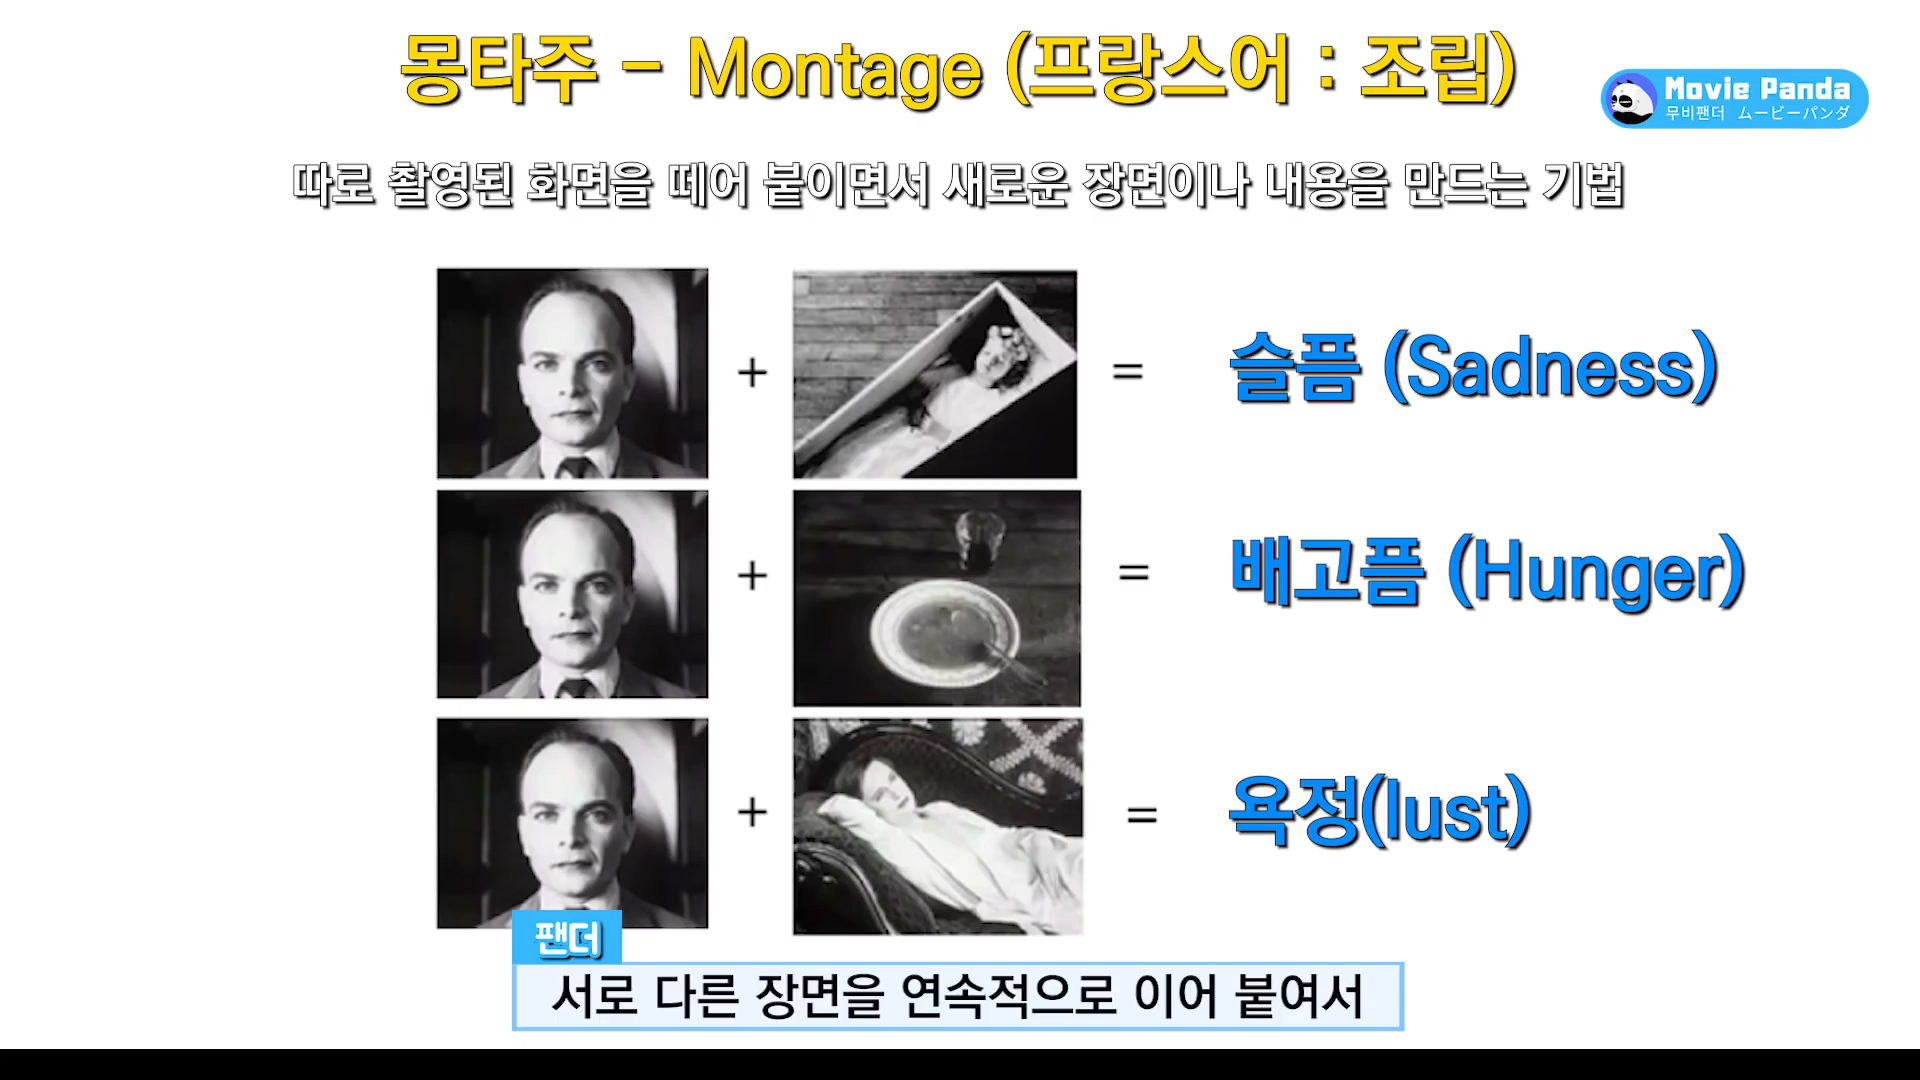 몽타주 - Montage (프랑스어 : 조립)
Movie Panda
무비팬더 ムービーパンダ
따로 촬영된 화면을 떼어 붙이면서 새로운 장면이나 내용을 만드는 기법
+ = 슬픔 (Sadness)
+ = 배고픔 (Hunger)
+ = 욕정(lust)
팬더
서로 다른 장면을 연속적으로 이어 붙여서